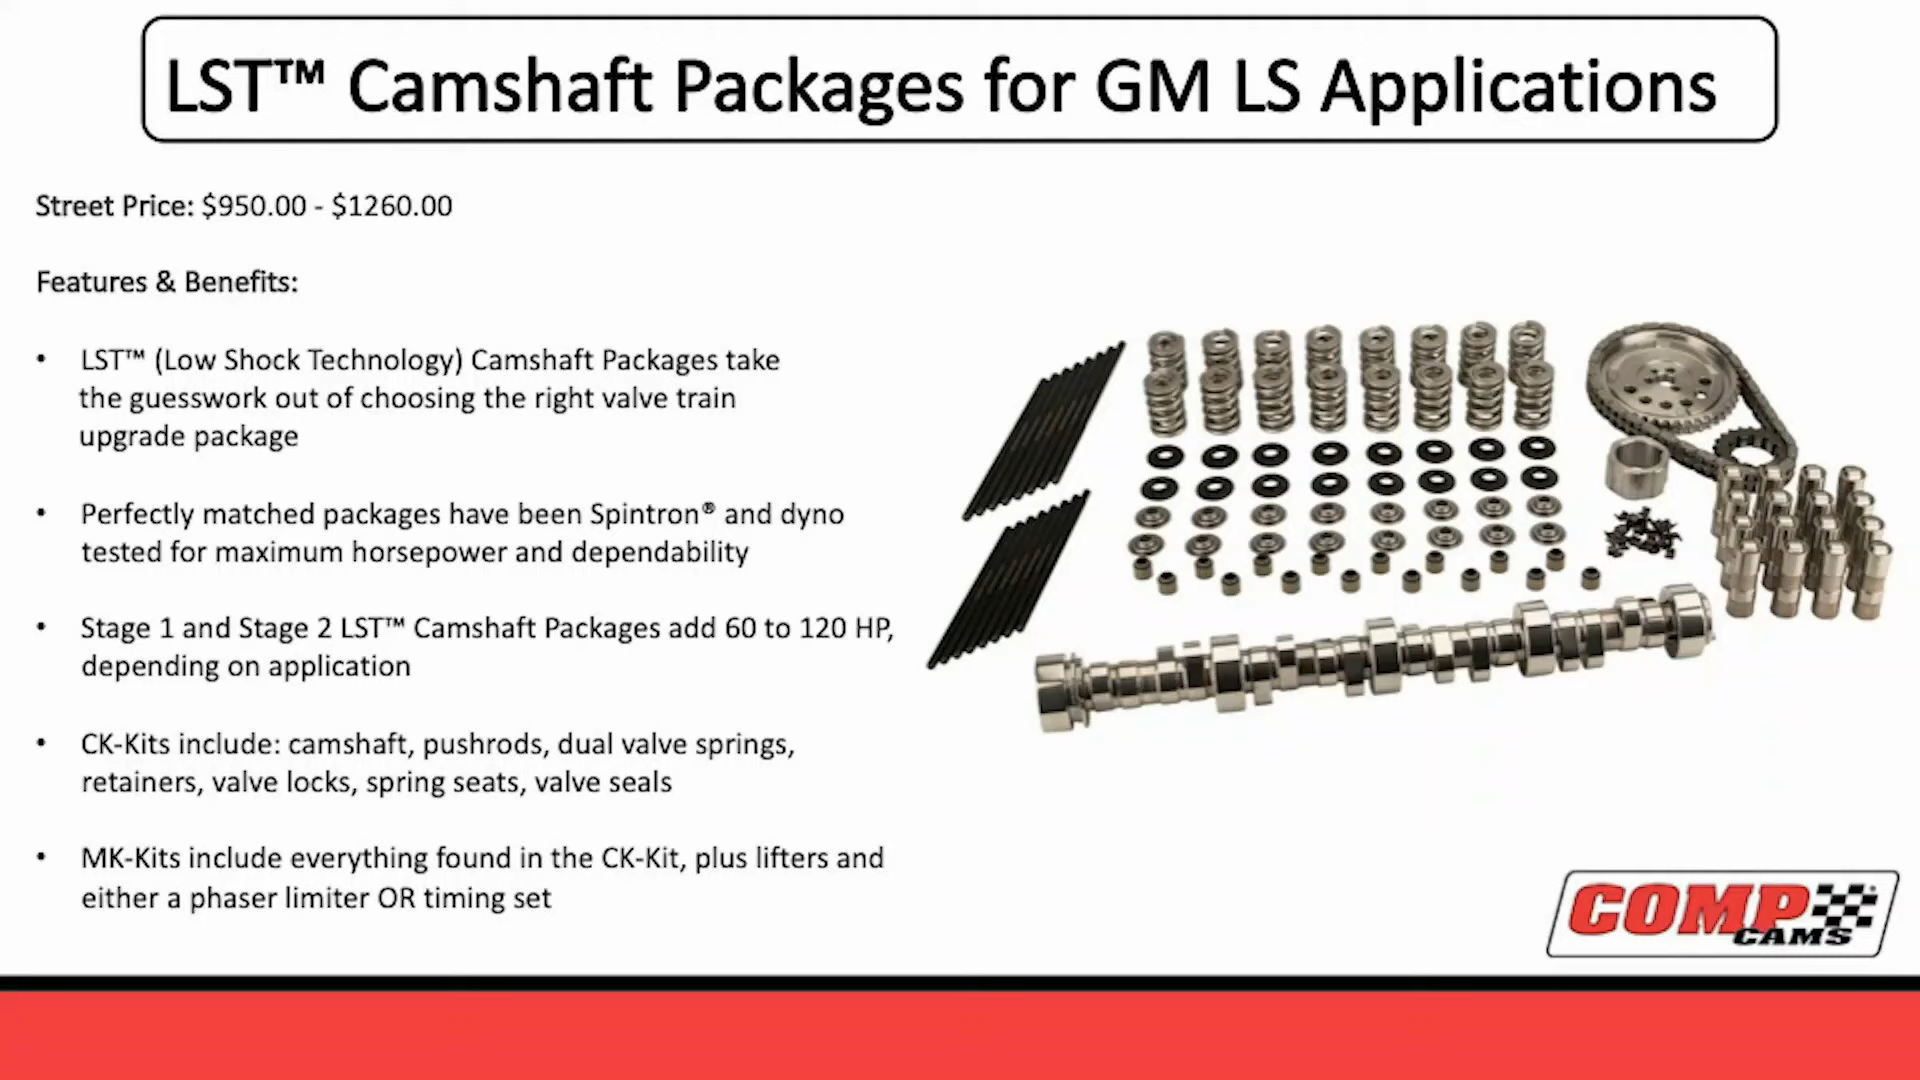 LST™ Camshaft Packages for GM LS Applications
Street Price: $950.00 - $1260.00
Features & Benefits:
• LST™ (Low Shock Technology) Camshaft Packages take
the guesswork out of choosing the right valve train
upgrade package
• Perfectly matched packages have been Spintron® and dyno
tested for maximum horsepower and dependability
• Stage 1 and Stage 2 LST™ Camshaft Packages add 60 to 120 HP,
depending on application
• CK-Kits include: camshaft, pushrods, dual valve springs,
retainers, valve locks, spring seats, valve seals
• MK-Kits include everything found in the CK-Kit, plus lifters and
either a phaser limiter OR timing set
COMP
CAMS